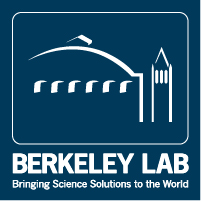 BERKELEY LAB
Bringing Science Solutions to the World